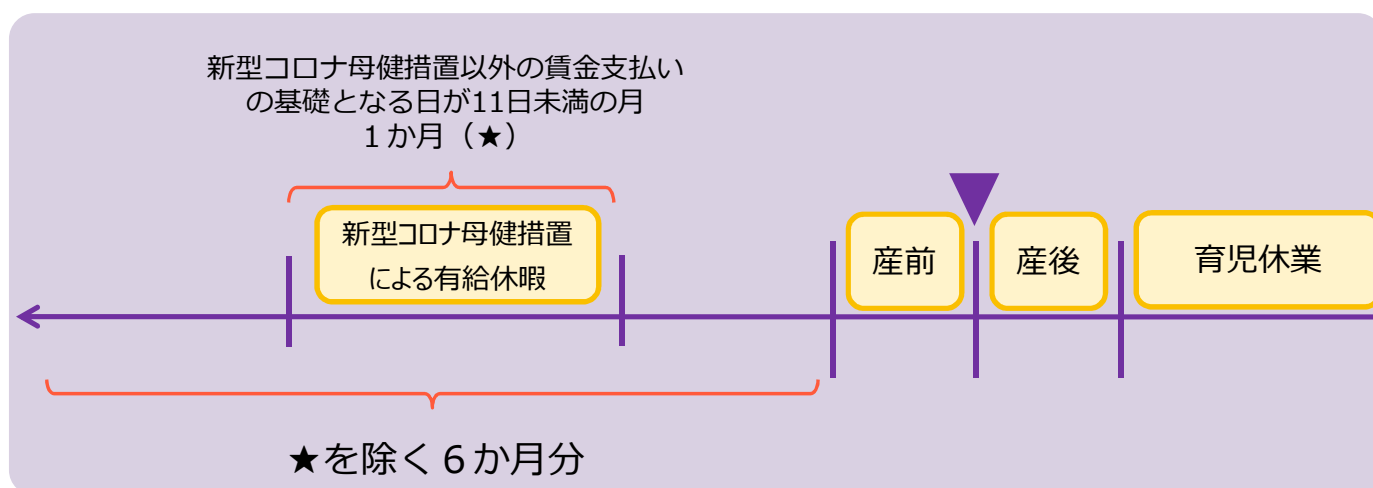 新型コロナ母健措置以外の賃金支払い
の基礎となる日が11日未満の月
１か月（★）
新型コロナ母健措置
による有給休暇
産前
産後
育児休業
★を除く６か月分